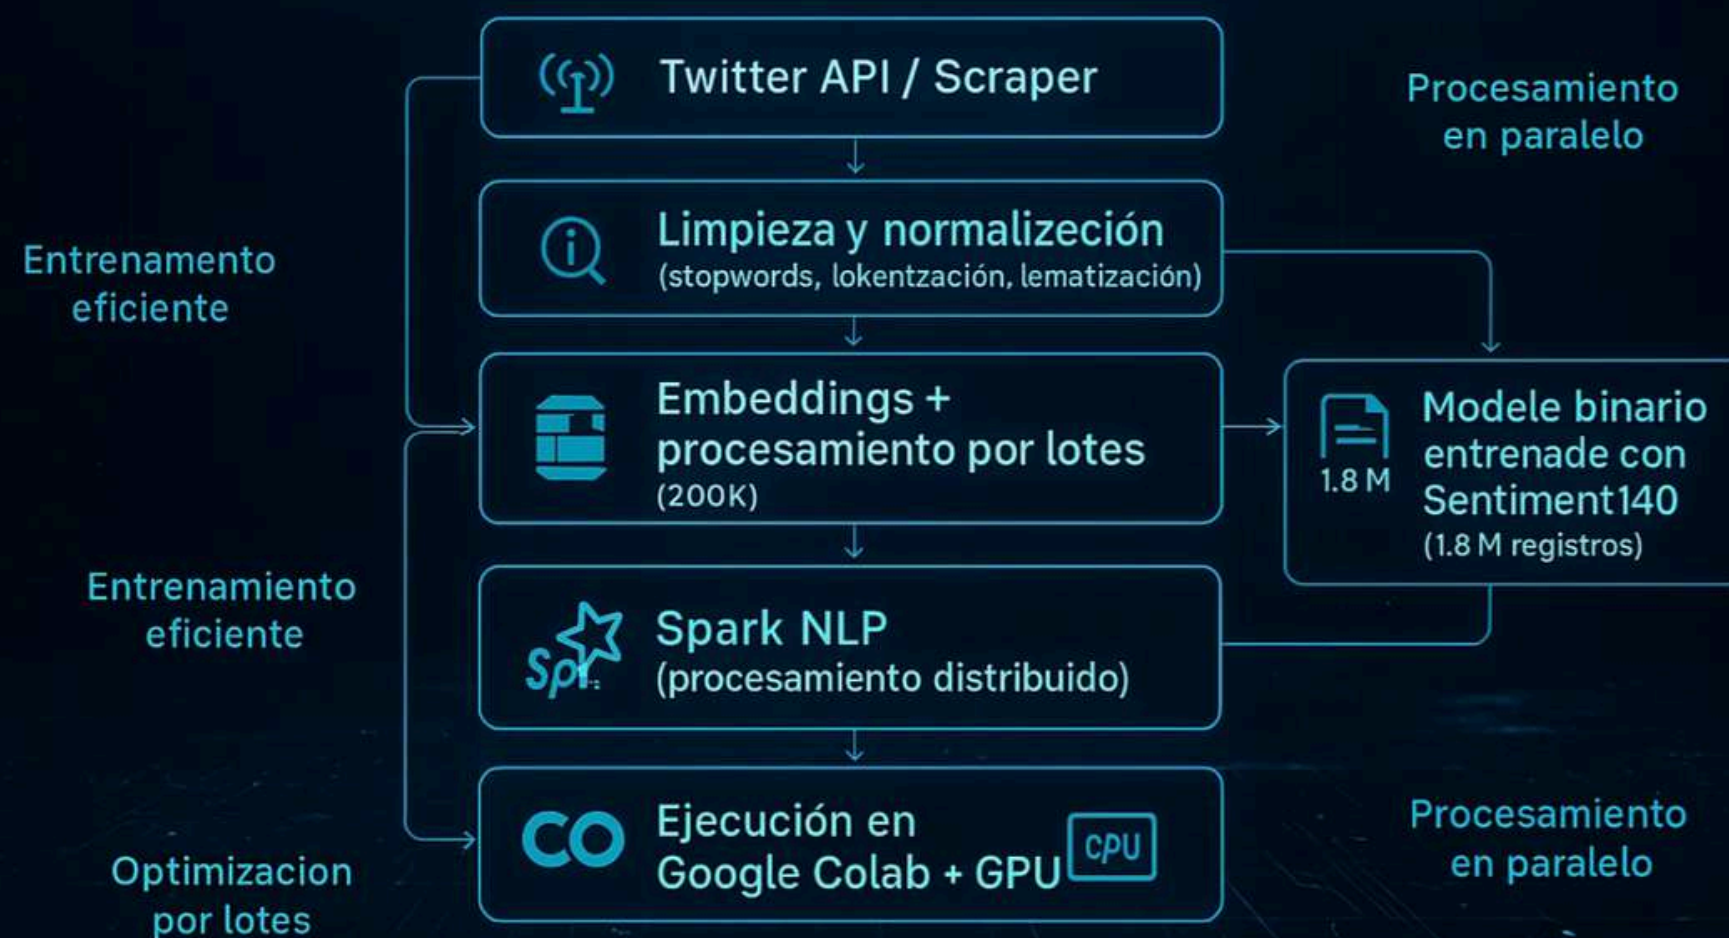 Twitter API / Scraper
Procesamiento
en paralelo
Limpieza y normalizeción
(stopwords, lokentzación, lematización)
Entrenamento
eficiente
Embeddings +
procesamiento por lotes
(200K)
1.8 M
Modele binario
entrenade con
Sentiment140
(1.8 M registros)
Entrenamiento
eficiente
Spark NLP
(procesamiento distribuido)
CO
Ejecución en
Google Colab + GPU
CPU
Procesamiento
en paralelo
Optimizacion
por lotes